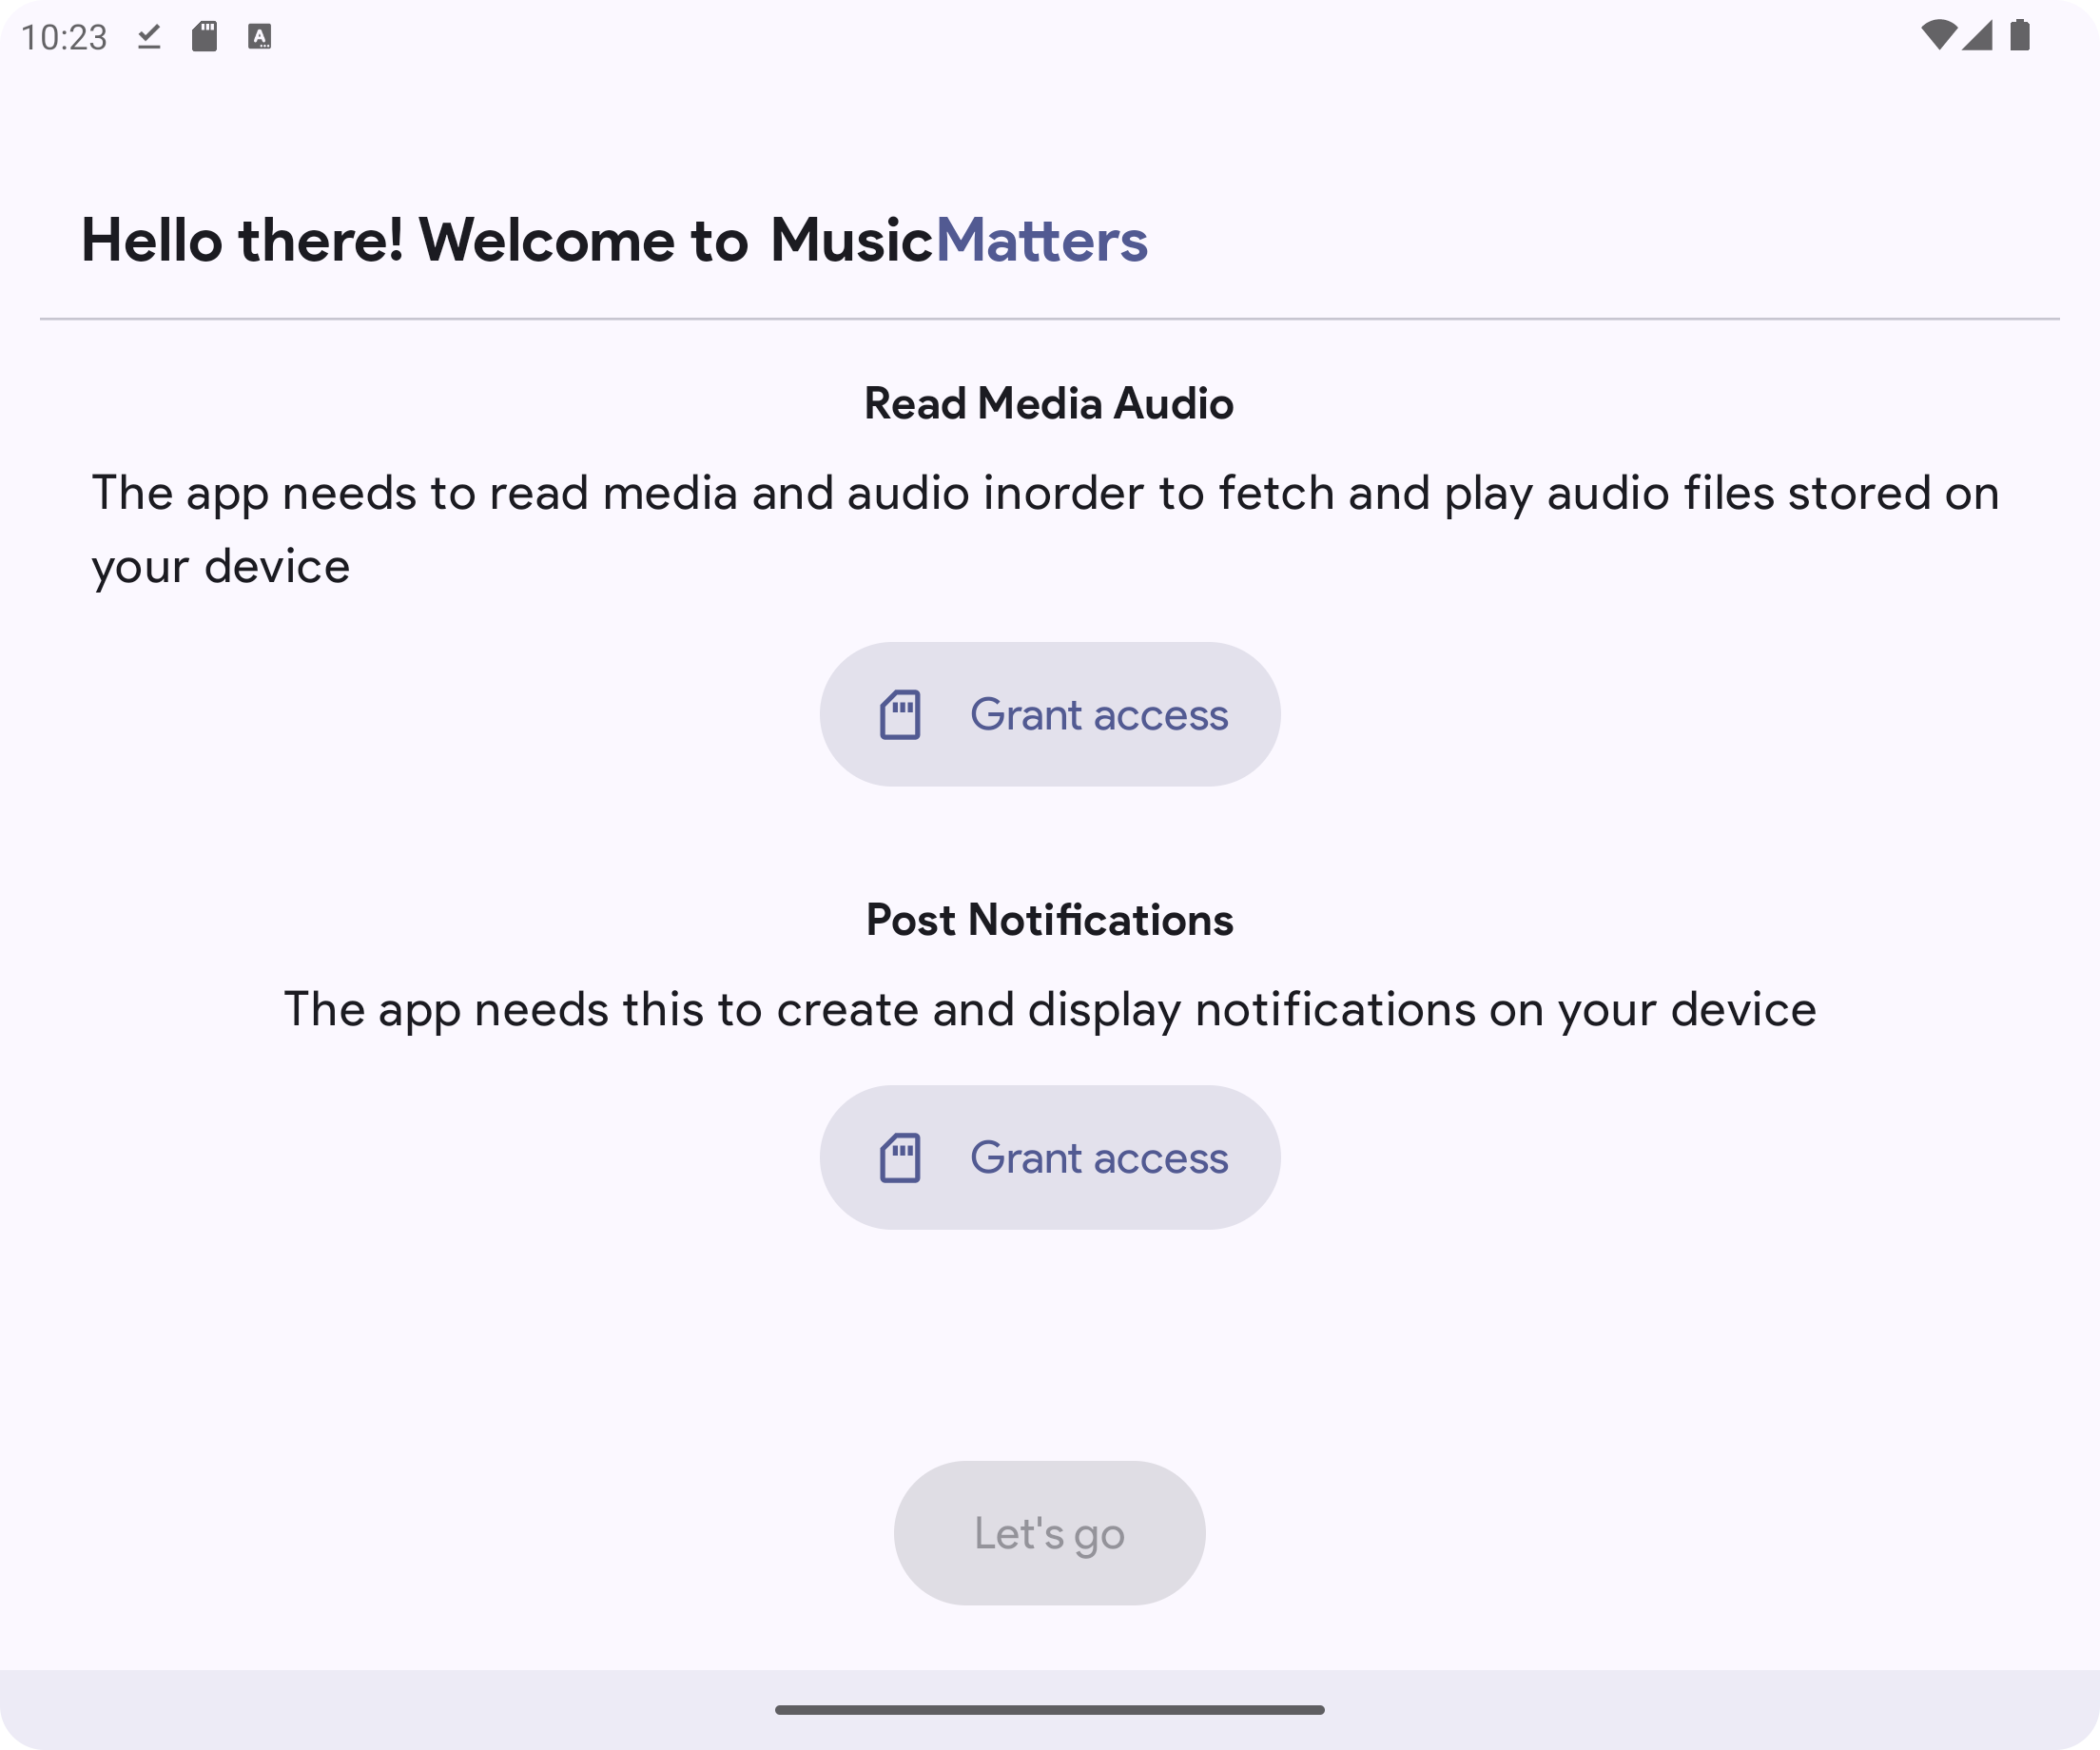 10:23
Hello there! Welcome to MusicMatters
Read Media Audio
The app needs to read media and audio inorder to fetch and play audio files stored on
your device
Grant access
Post Notifications
The app needs this to create and display notifications on your device
Grant access
Let's go